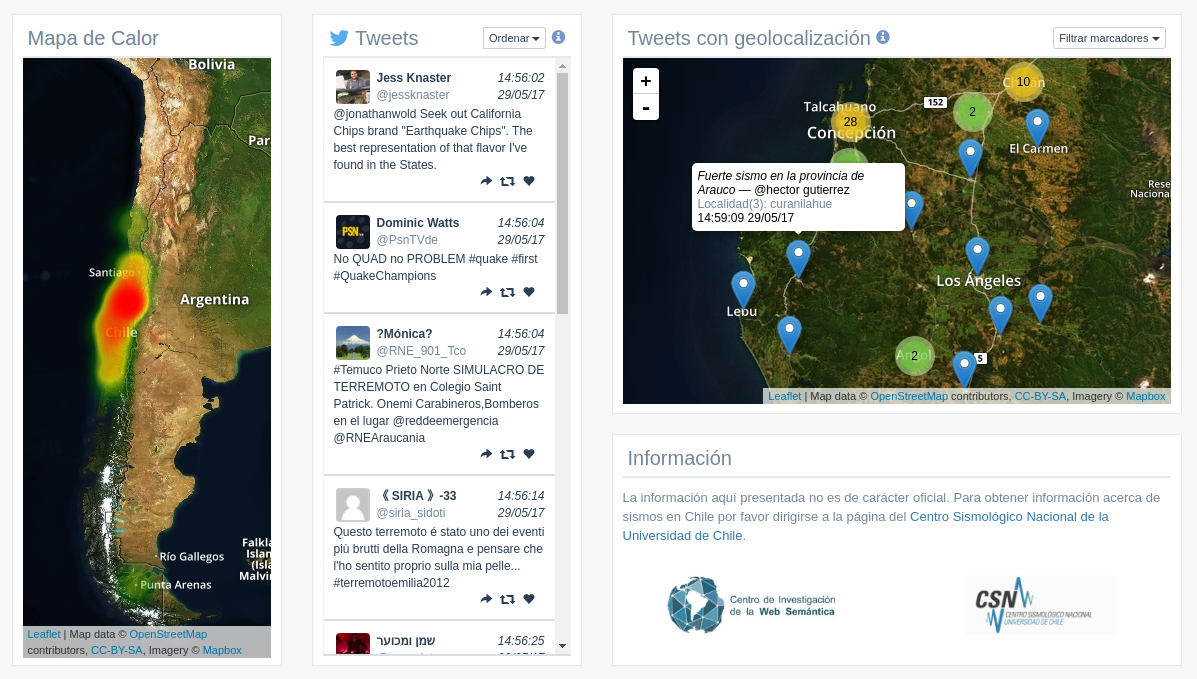 Mapa de Calor
Bolivia
Par
Santiago
Argentina
Chile
Río Gallegos
Falkla
Islan
(Isla
Malvin
Punta Arenas
Leaflet | Map data © OpenStreetMap
contributors, CC-BY-SA, Imagery © Mapbox
Tweets
Ordenar
Jess Knaster 14:56:02
@jessknaster 29/05/17
@jonathanwold Seek out California
Chips brand "Earthquake Chips". The
best representation of that flavor I've
found in the States.
PSN
Dominic Watts 14:56:04
@PsnTVde 29/05/17
No QUAD no PROBLEM #quake #first
#QuakeChampions
?Mónica? 14:56:04
@RNE_901_Tco 29/05/17
#Temuco Prieto Norte SIMULACRO DE
TERREMOTO en Colegio Saint
Patrick. Onemi Carabineros,Bomberos
en el lugar @reddeemergencia
@RNEAraucania
《 SIRIA 》-33 14:56:14
@siria_sidoti 29/05/17
Questo terremoto é stato uno dei eventi
più brutti della Romagna e pensare che
l'ho sentito proprio sulla mia pelle...
#terremotoemilia2012
שמן ומכוער 14:56:25
Tweets con geolocalización
Filtrar marcadores
+
-
10
152
2
Talcahuano
28
Concepción
El Carmen
Rese
Nacional
Fuerte sismo en la provincia de
Arauco — @hector gutierrez
Localidad(3): curanilahue
14:59:09 29/05/17
Los Ángeles
Lebu
2
5
Leaflet | Map data © OpenStreetMap contributors, CC-BY-SA, Imagery © Mapbox
Información
La información aquí presentada no es de carácter oficial. Para obtener información acerca de
sismos en Chile por favor dirigirse a la página del Centro Sismológico Nacional de la
Universidad de Chile.
Centro de Investigación
de la Web Semántica
CSN
CENTRO SISMOLÓGICO NACIONAL
UNIVERSIDAD DE CHILE